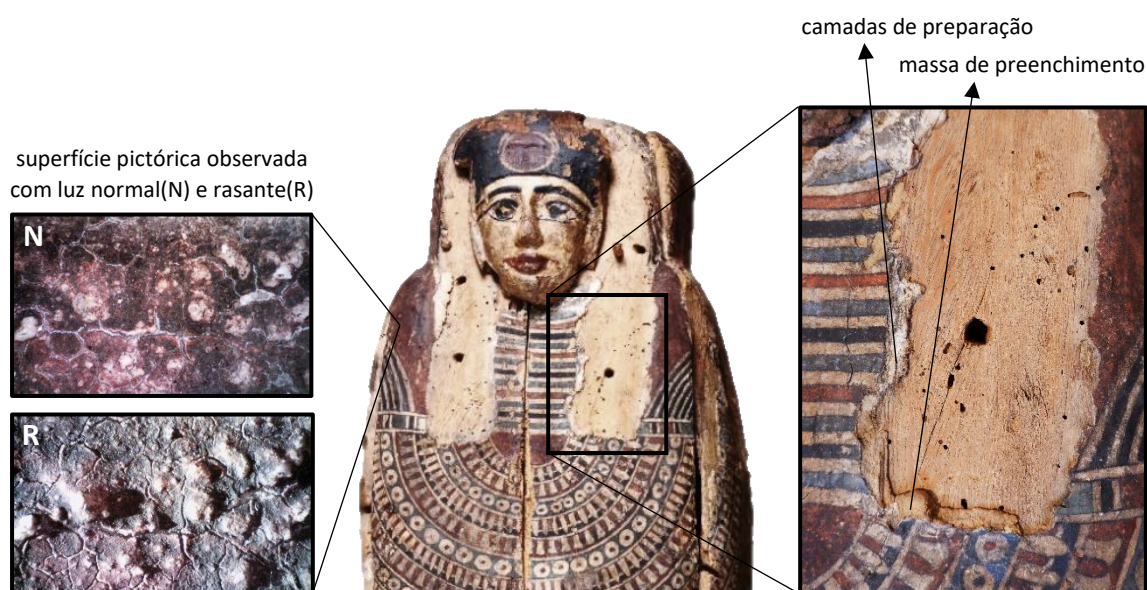 camadas de preparação
massa de preenchimento
superfície pictórica observada
com luz normal(N) e rasante(R)
N
R